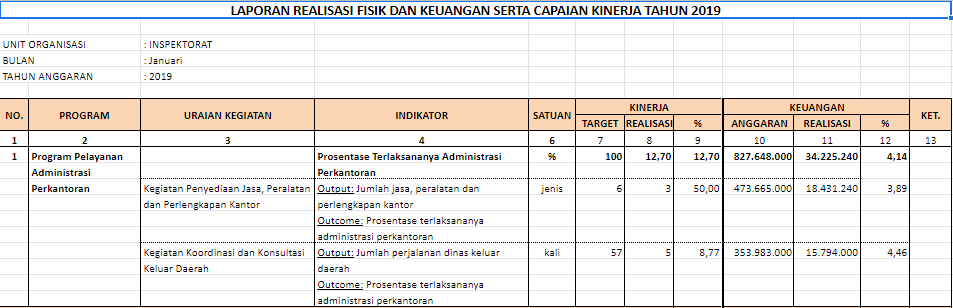 LAPORAN REALISASI FISIK DAN KEUANGAN SERTA CAPAIAN KINERJA TAHUN 2019
UNIT ORGANISASI : INSPEKTORAT
BULAN : Januari
TAHUN ANGGARAN : 2019
NO. PROGRAM URAIAN KEGIATAN INDIKATOR SATUAN KINERJA KEUANGAN KET.
TARGET REALISASI % ANGGARAN REALISASI %
1 2 3 4 6 7 8 9 10 11 12 13
1 Program Pelayanan Prosentase Terlaksananya Administrasi % 100 12,70 12,70 827.648.000 34.225.240 4,14
Administrasi Perkantoran
Perkantoran Kegiatan Penyediaan Jasa, Peralatan Output: Jumlah jasa, peralatan dan jenis 6 3 50,00 473.665.000 18.431.240 3,89
dan Perlengkapan Kantor perlengkapan kantor
Outcome: Prosentase terlaksananya
administrasi perkantoran
Kegiatan Koordinasi dan Konsultasi Output: Jumlah perjalanan dinas keluar kali 57 5 8,77 353.983.000 15.794.000 4,46
Keluar Daerah daerah
Outcome: Prosentase terlaksananya
administrasi perkantoran